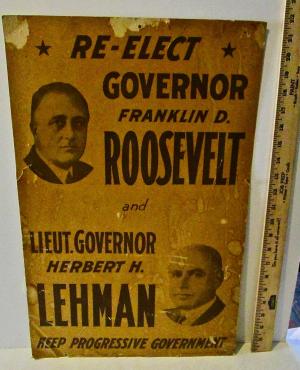 RE-ELECT
GOVERNOR
FRANKLIN D.
ROOSEVELT
and
LIEUT. GOVERNOR
HERBERT H.
LEHMAN
KEEP PROGRESSIVE GOVERNMENT